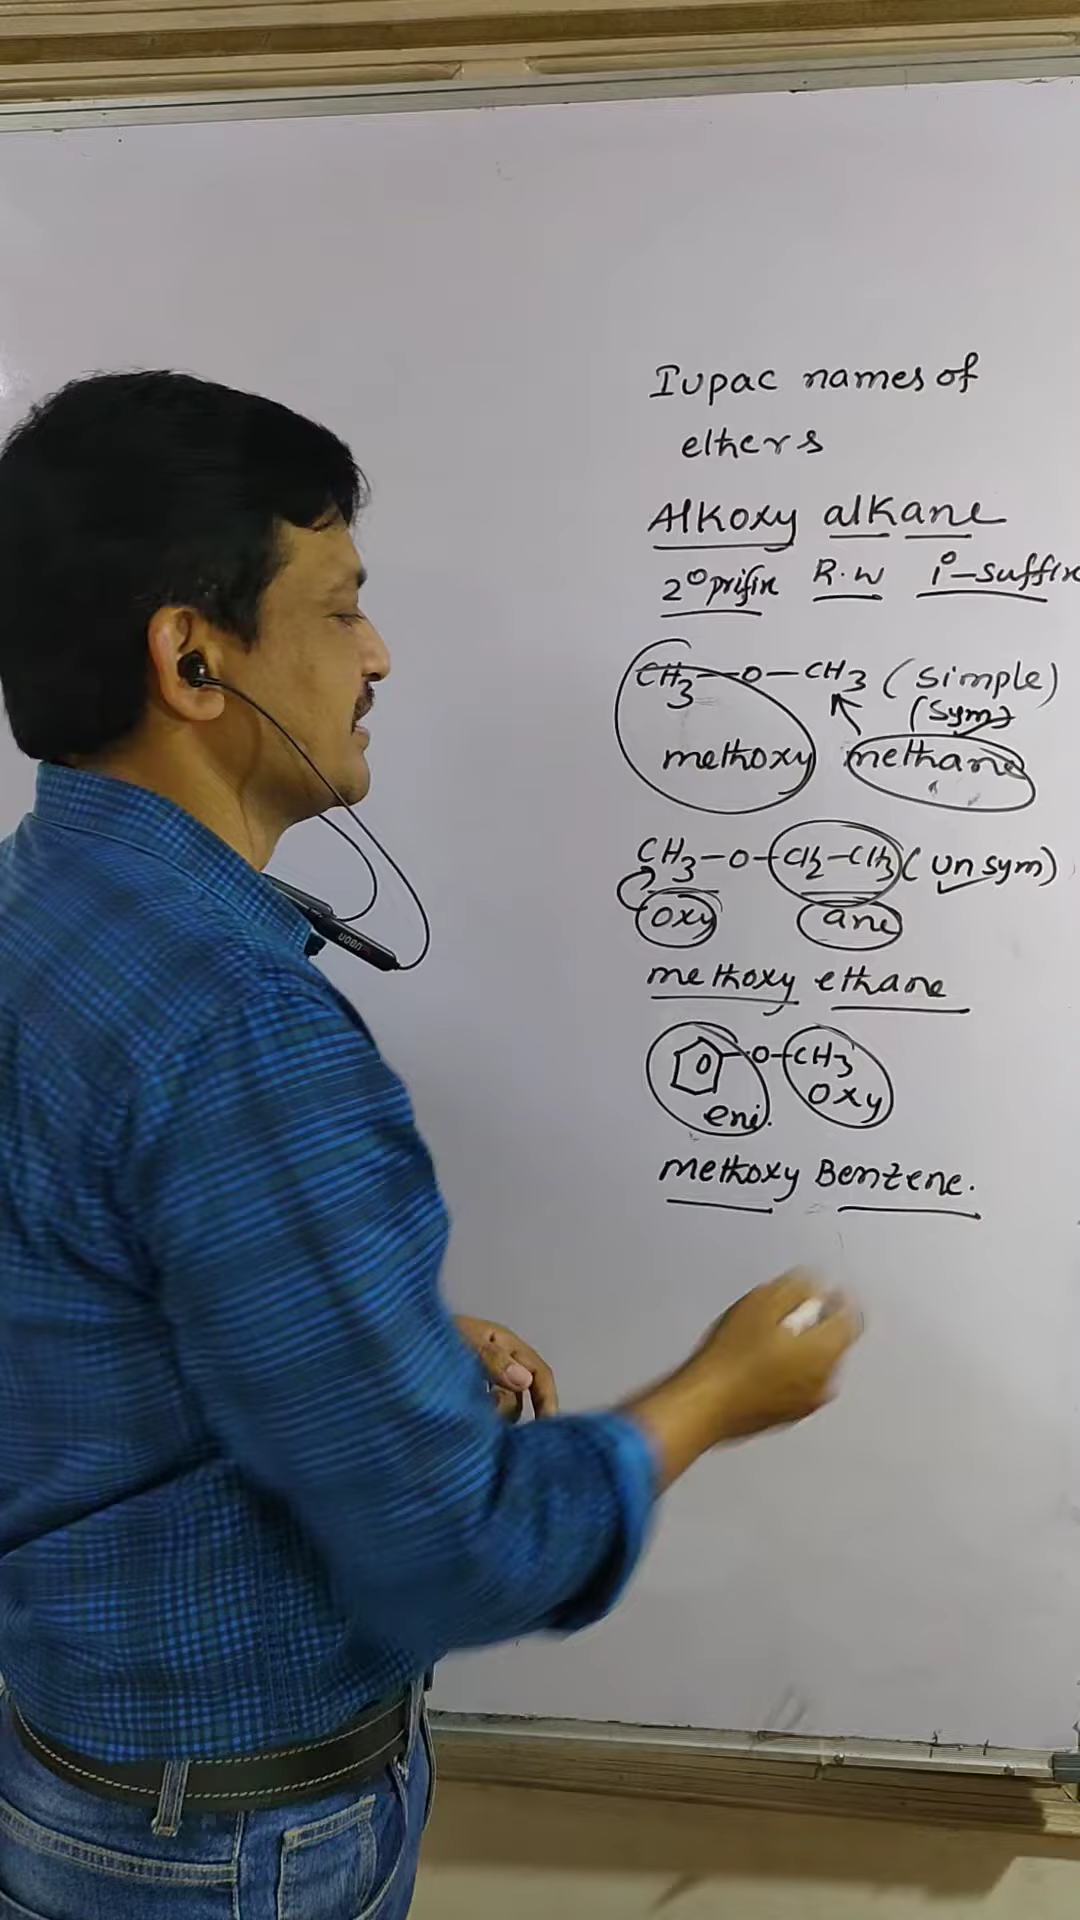 IUPAC names of
ethers
Alkoxy alkane
2° prifix R.W 1°-suffix
CH3-O-CH3 (simple)
(Sym)
methoxy methane
CH3-O-CH2-CH3 (unsym)
oxy ane
methoxy ethane
O-CH3
ene oxy
methoxy Benzene.
UBON